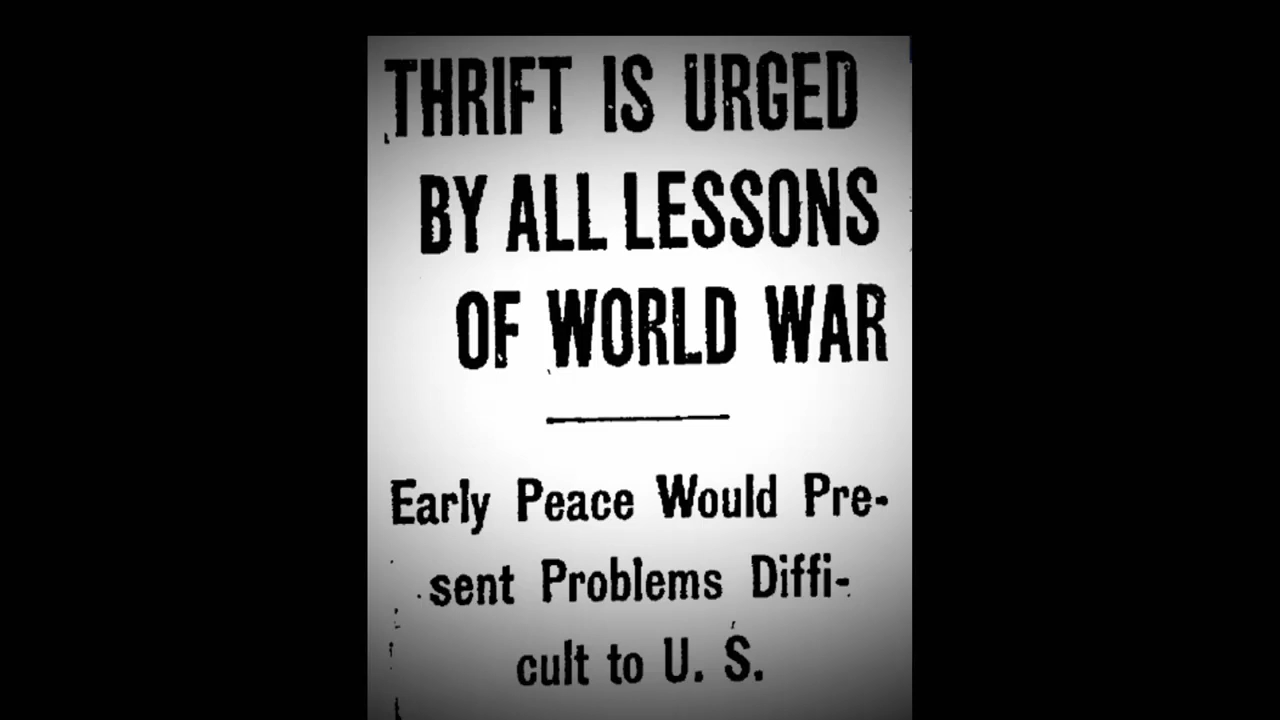 THRIFT IS URGED
BY ALL LESSONS
OF WORLD WAR
Early Peace Would Pre-
sent Problems Diffi-
cult to U. S.